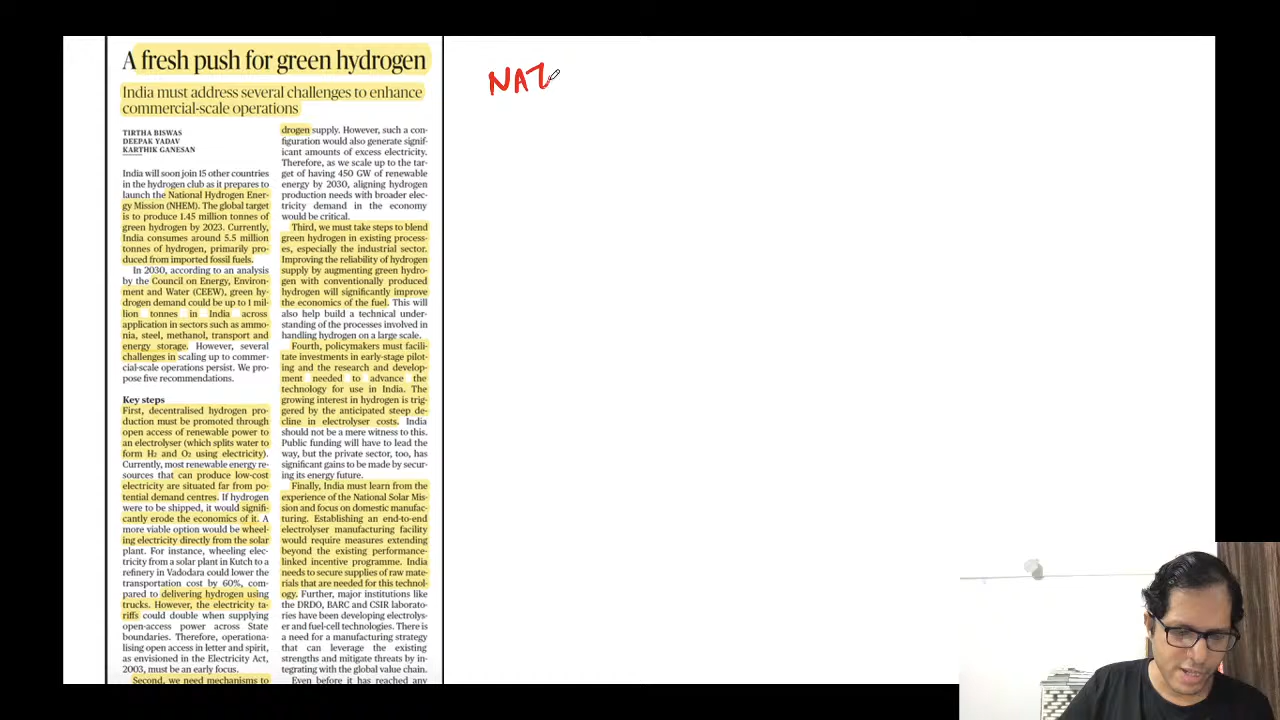 A fresh push for green hydrogen
India must address several challenges to enhance
commercial-scale operations
TIRTHA BISWAS
DEEPAK YADAV
KARTHIK GANESAN
India will soon join 15 other countries
in the hydrogen club as it prepares to
launch the National Hydrogen Ener-
gy Mission (NHEM). The global target
is to produce 1.45 million tonnes of
green hydrogen by 2023. Currently,
India consumes around 5.5 million
tonnes of hydrogen, primarily pro-
duced from imported fossil fuels.
In 2030, according to an analysis
by the Council on Energy, Environ-
ment and Water (CEEW), green hy-
drogen demand could be up to 1 mil-
lion tonnes in India across
application in sectors such as ammo-
nia, steel, methanol, transport and
energy storage. However, several
challenges in scaling up to commer-
cial-scale operations persist. We pro-
pose five recommendations.
Key steps
First, decentralised hydrogen pro-
duction must be promoted through
open access of renewable power to
an electrolyser (which splits water to
form H₂ and O₂ using electricity).
Currently, most renewable energy re-
sources that can produce low-cost
electricity are situated far from po-
tential demand centres. If hydrogen
were to be shipped, it would signifi-
cantly erode the economics of it. A
more viable option would be wheel-
ing electricity directly from the solar
plant. For instance, wheeling elec-
tricity from a solar plant in Kutch to a
refinery in Vadodara could lower the
transportation cost by 60%, com-
pared to delivering hydrogen using
trucks. However, the electricity ta-
riffs could double when supplying
open-access power across State
boundaries. Therefore, operationa-
lising open access in letter and spirit,
as envisioned in the Electricity Act,
2003, must be an early focus.
Second, we need mechanisms to
drogen supply. However, such a con-
figuration would also generate signif-
icant amounts of excess electricity.
Therefore, as we scale up to the tar-
get of having 450 GW of renewable
energy by 2030, aligning hydrogen
production needs with broader elec-
tricity demand in the economy
would be critical.
Third, we must take steps to blend
green hydrogen in existing process-
es, especially the industrial sector.
Improving the reliability of hydrogen
supply by augmenting green hydro-
gen with conventionally produced
hydrogen will significantly improve
the economics of the fuel. This will
also help build a technical under-
standing of the processes involved in
handling hydrogen on a large scale.
Fourth, policymakers must facili-
tate investments in early-stage pilot-
ing and the research and develop-
ment needed to advance the
technology for use in India. The
growing interest in hydrogen is trig-
gered by the anticipated steep de-
cline in electrolyser costs. India
should not be a mere witness to this.
Public funding will have to lead the
way, but the private sector, too, has
significant gains to be made by secur-
ing its energy future.
Finally, India must learn from the
experience of the National Solar Mis-
sion and focus on domestic manufac-
turing. Establishing an end-to-end
electrolyser manufacturing facility
would require measures extending
beyond the existing performance-
linked incentive programme. India
needs to secure supplies of raw mate-
rials that are needed for this technol-
ogy. Further, major institutions like
the DRDO, BARC and CSIR laborato-
ries have been developing electrolys-
er and fuel-cell technologies. There is
a need for a manufacturing strategy
that can leverage the existing
strengths and mitigate threats by in-
tegrating with the global value chain.
Even before it has reached any
NAT